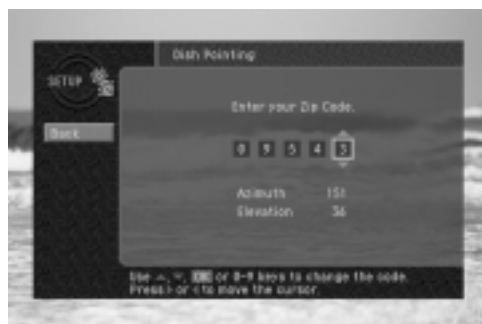 Dish Pointing
SETUP
Enter your Zip Code.
Back
0 9 5 4 3
Azimuth 151
Elevation 36
Use ︿, ﹀, OK or 0-9 keys to change the code.
Press › or ‹ to move the cursor.